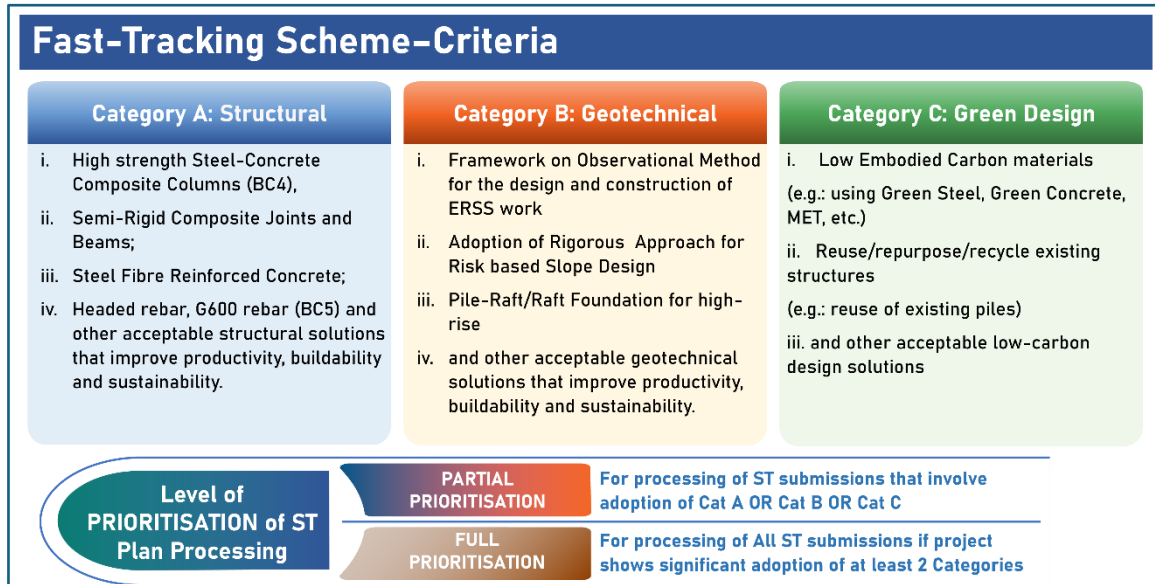 Fast-Tracking Scheme-Criteria
Category A: Structural
i. High strength Steel-Concrete
Composite Columns (BC4),
ii. Semi-Rigid Composite Joints and
Beams;
iii. Steel Fibre Reinforced Concrete;
iv. Headed rebar, G600 rebar (BC5) and
other acceptable structural solutions
that improve productivity, buildability
and sustainability.
Category B: Geotechnical
i. Framework on Observational Method
for the design and construction of
ERSS work
ii. Adoption of Rigorous Approach for
Risk based Slope Design
iii. Pile-Raft/Raft Foundation for high-
rise
iv. and other acceptable geotechnical
solutions that improve productivity,
buildability and sustainability.
Category C: Green Design
i. Low Embodied Carbon materials
(e.g.: using Green Steel, Green Concrete,
MET, etc.)
ii. Reuse/repurpose/recycle existing
structures
(e.g.: reuse of existing piles)
iii. and other acceptable low-carbon
design solutions
Level of
PRIORITISATION of ST
Plan Processing
PARTIAL
PRIORITISATION
For processing of ST submissions that involve
adoption of Cat A OR Cat B OR Cat C
FULL
PRIORITISATION
For processing of All ST submissions if project
shows significant adoption of at least 2 Categories